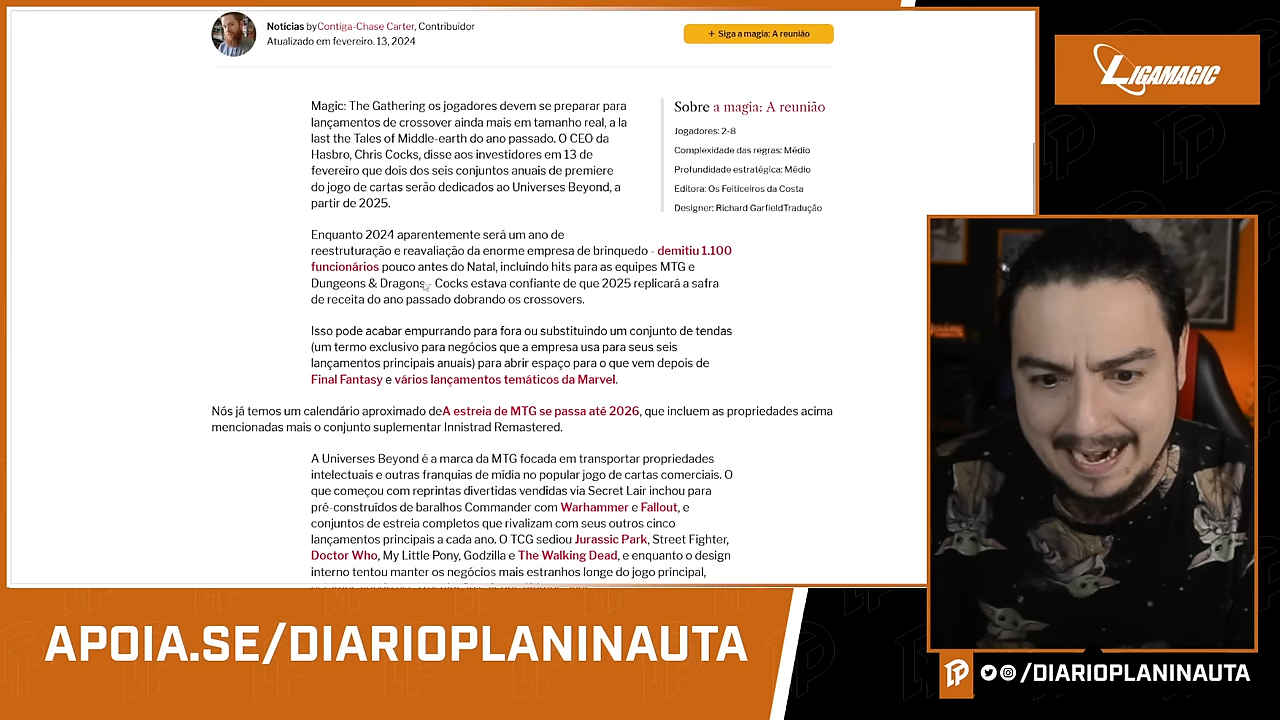 Notícias byContiga-Chase Carter, Contribuidor
Atualizado em fevereiro. 13, 2024
+ Siga a magia: A reunião
LIGAMAGIC
Magic: The Gathering os jogadores devem se preparar para
lançamentos de crossover ainda mais em tamanho real, a la
last the Tales of Middle-earth do ano passado. O CEO da
Hasbro, Chris Cocks, disse aos investidores em 13 de
fevereiro que dois dos seis conjuntos anuais de premiere
do jogo de cartas serão dedicados ao Universes Beyond, a
partir de 2025.
Sobre a magia: A reunião
Jogadores: 2-8
Complexidade das regras: Médio
Profundidade estratégica: Médio
Editora: Os Feiticeiros da Costa
Designer: Richard GarfieldTradução
Enquanto 2024 aparentemente será um ano de
reestruturação e reavaliação da enorme empresa de brinquedo - demitiu 1.100
funcionários pouco antes do Natal, incluindo hits para as equipes MTG e
Dungeons & Dragons - Cocks estava confiante de que 2025 replicará a safra
de receita do ano passado dobrando os crossovers.
Isso pode acabar empurrando para fora ou substituindo um conjunto de tendas
(um termo exclusivo para negócios que a empresa usa para seus seis
lançamentos principais anuais) para abrir espaço para o que vem depois de
Final Fantasy e vários lançamentos temáticos da Marvel.
Nós já temos um calendário aproximado deA estreia de MTG se passa até 2026, que incluem as propriedades acima
mencionadas mais o conjunto suplementar Innistrad Remastered.
A Universes Beyond é a marca da MTG focada em transportar propriedades
intelectuais e outras franquias de mídia no popular jogo de cartas comerciais. O
que começou com reprintas divertidas vendidas via Secret Lair inchou para
pré-construídos de baralhos Commander com Warhammer e Fallout, e
conjuntos de estreia completos que rivalizam com seus outros cinco
lançamentos principais a cada ano. O TCG sediou Jurassic Park, Street Fighter,
Doctor Who, My Little Pony, Godzilla e The Walking Dead, e enquanto o design
interno tentou manter os negócios mais estranhos longe do jogo principal,
APOIA.SE/DIARIOPLANINAUTA
/DIARIOPLANINAUTA